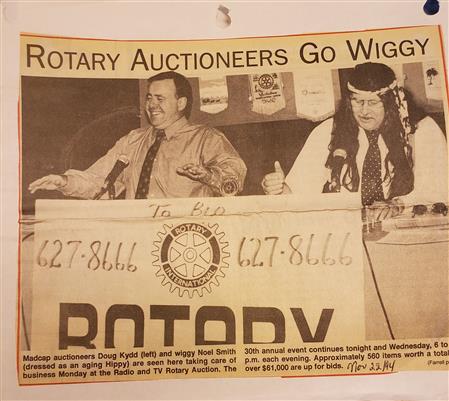 ROTARY AUCTIONEERS GO WIGGY
To BID
627-8666 ROTARY INTERNATIONAL 627-8666
ROTARY
Madcap auctioneers Doug Kydd (left) and wiggy Noel Smith
(dressed as an aging Hippy) are seen here taking care of
business Monday at the Radio and TV Rotary Auction. The
30th annual event continues tonight and Wednesday, 6 to
p.m. each evening. Approximately 560 items worth a total
over $61,000 are up for bids. Nov 22/94
(Farrell p